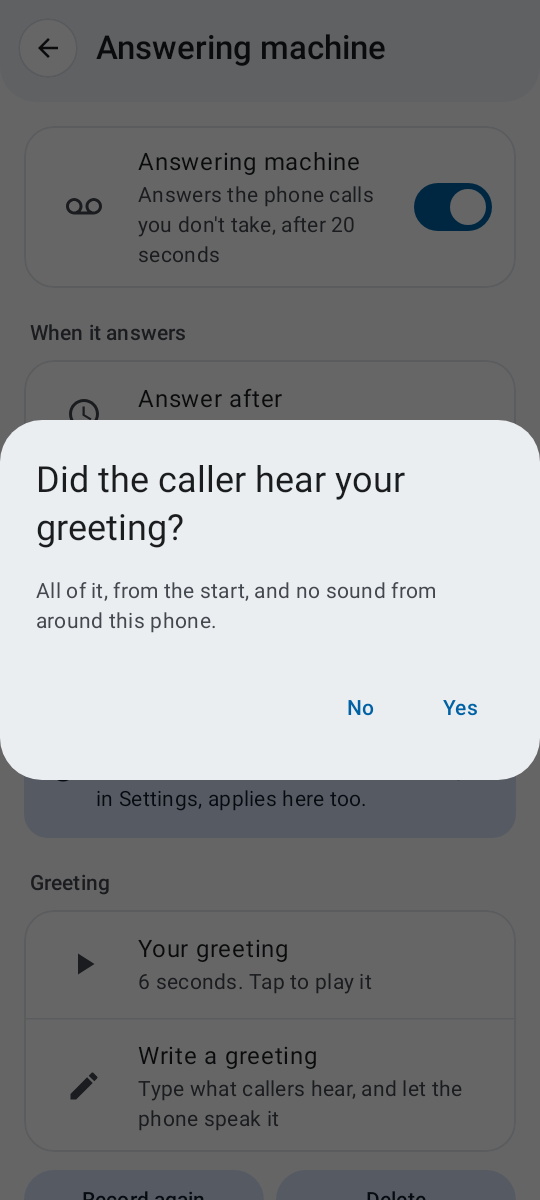 Answering machine
Answering machine
Answers the phone calls
you don't take, after 20
seconds
When it answers
Answer after
Did the caller hear your
greeting?
All of it, from the start, and no sound from
around this phone.
No
Yes
in Settings, applies here too.
Greeting
Your greeting
6 seconds. Tap to play it
Write a greeting
Type what callers hear, and let the
phone speak it
Record again
Delete